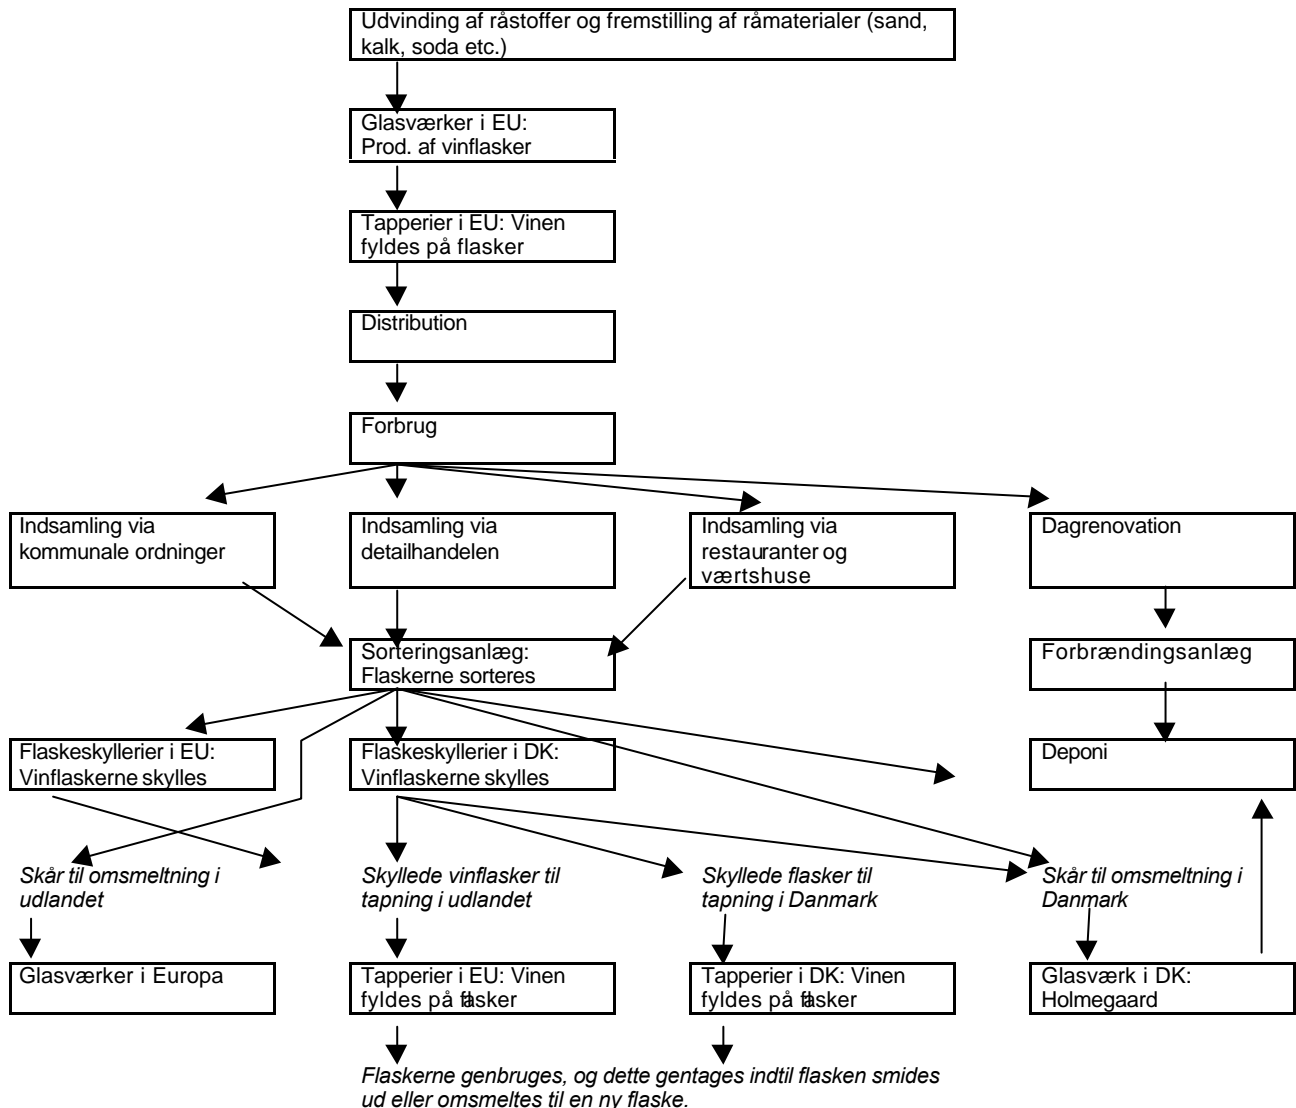 Udvinding af råstoffer og fremstilling af råmaterialer (sand,
kalk, soda etc.)
Glasværker i EU:
Prod. af vinflasker
Tapperier i EU: Vinen
fyldes på flasker
Distribution
Forbrug
Indsamling via
kommunale ordninger
Indsamling via
detailhandelen
Indsamling via
restauranter og
værtshuse
Dagrenovation
Sorteringsanlæg:
Flaskerne sorteres
Forbrændingsanlæg
Flaskeskyllerier i EU:
Vinflaskerne skylles
Flaskeskyllerier i DK:
Vinflaskerne skylles
Deponi
Skår til omsmeltning i
udlandet
Skyllede vinflasker til
tapning i udlandet
Skyllede flasker til
tapning i Danmark
Skår til omsmeltning i
Danmark
Glasværker i Europa
Tapperier i EU: Vinen
fyldes på flasker
Tapperier i DK: Vinen
fyldes på flasker
Glasværk i DK:
Holmegaard
Flaskerne genbruges, og dette gentages indtil flasken smides
ud eller omsmeltes til en ny flaske.